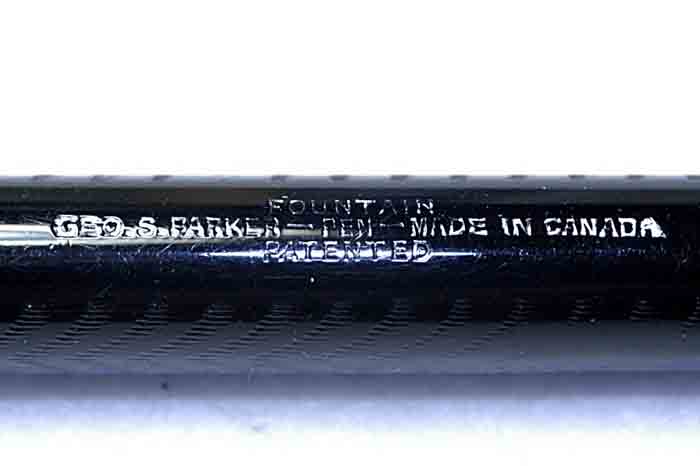 FOUNTAIN
GEO.S.PARKER—PEN—MADE IN CANADA
PATENTED